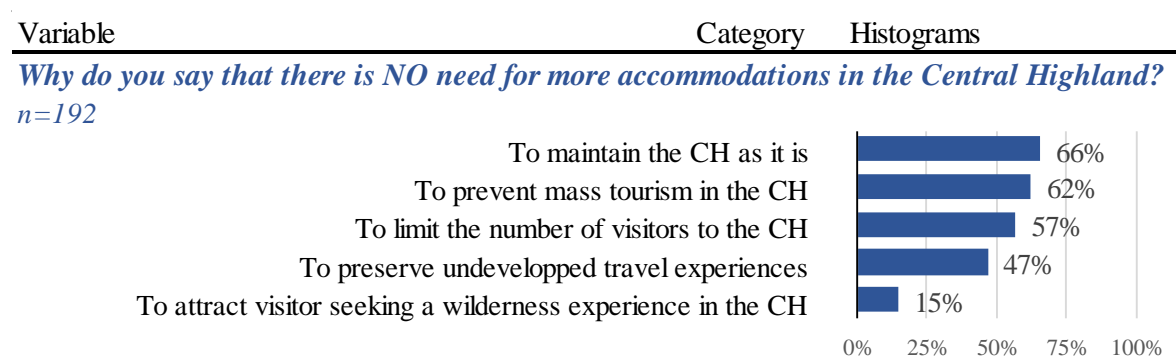 Variable Category Histograms
Why do you say that there is NO need for more accommodations in the Central Highland?
n=192
To maintain the CH as it is 66%
To prevent mass tourism in the CH 62%
To limit the number of visitors to the CH 57%
To preserve undevelopped travel experiences 47%
To attract visitor seeking a wilderness experience in the CH 15%
0% 25% 50% 75% 100%